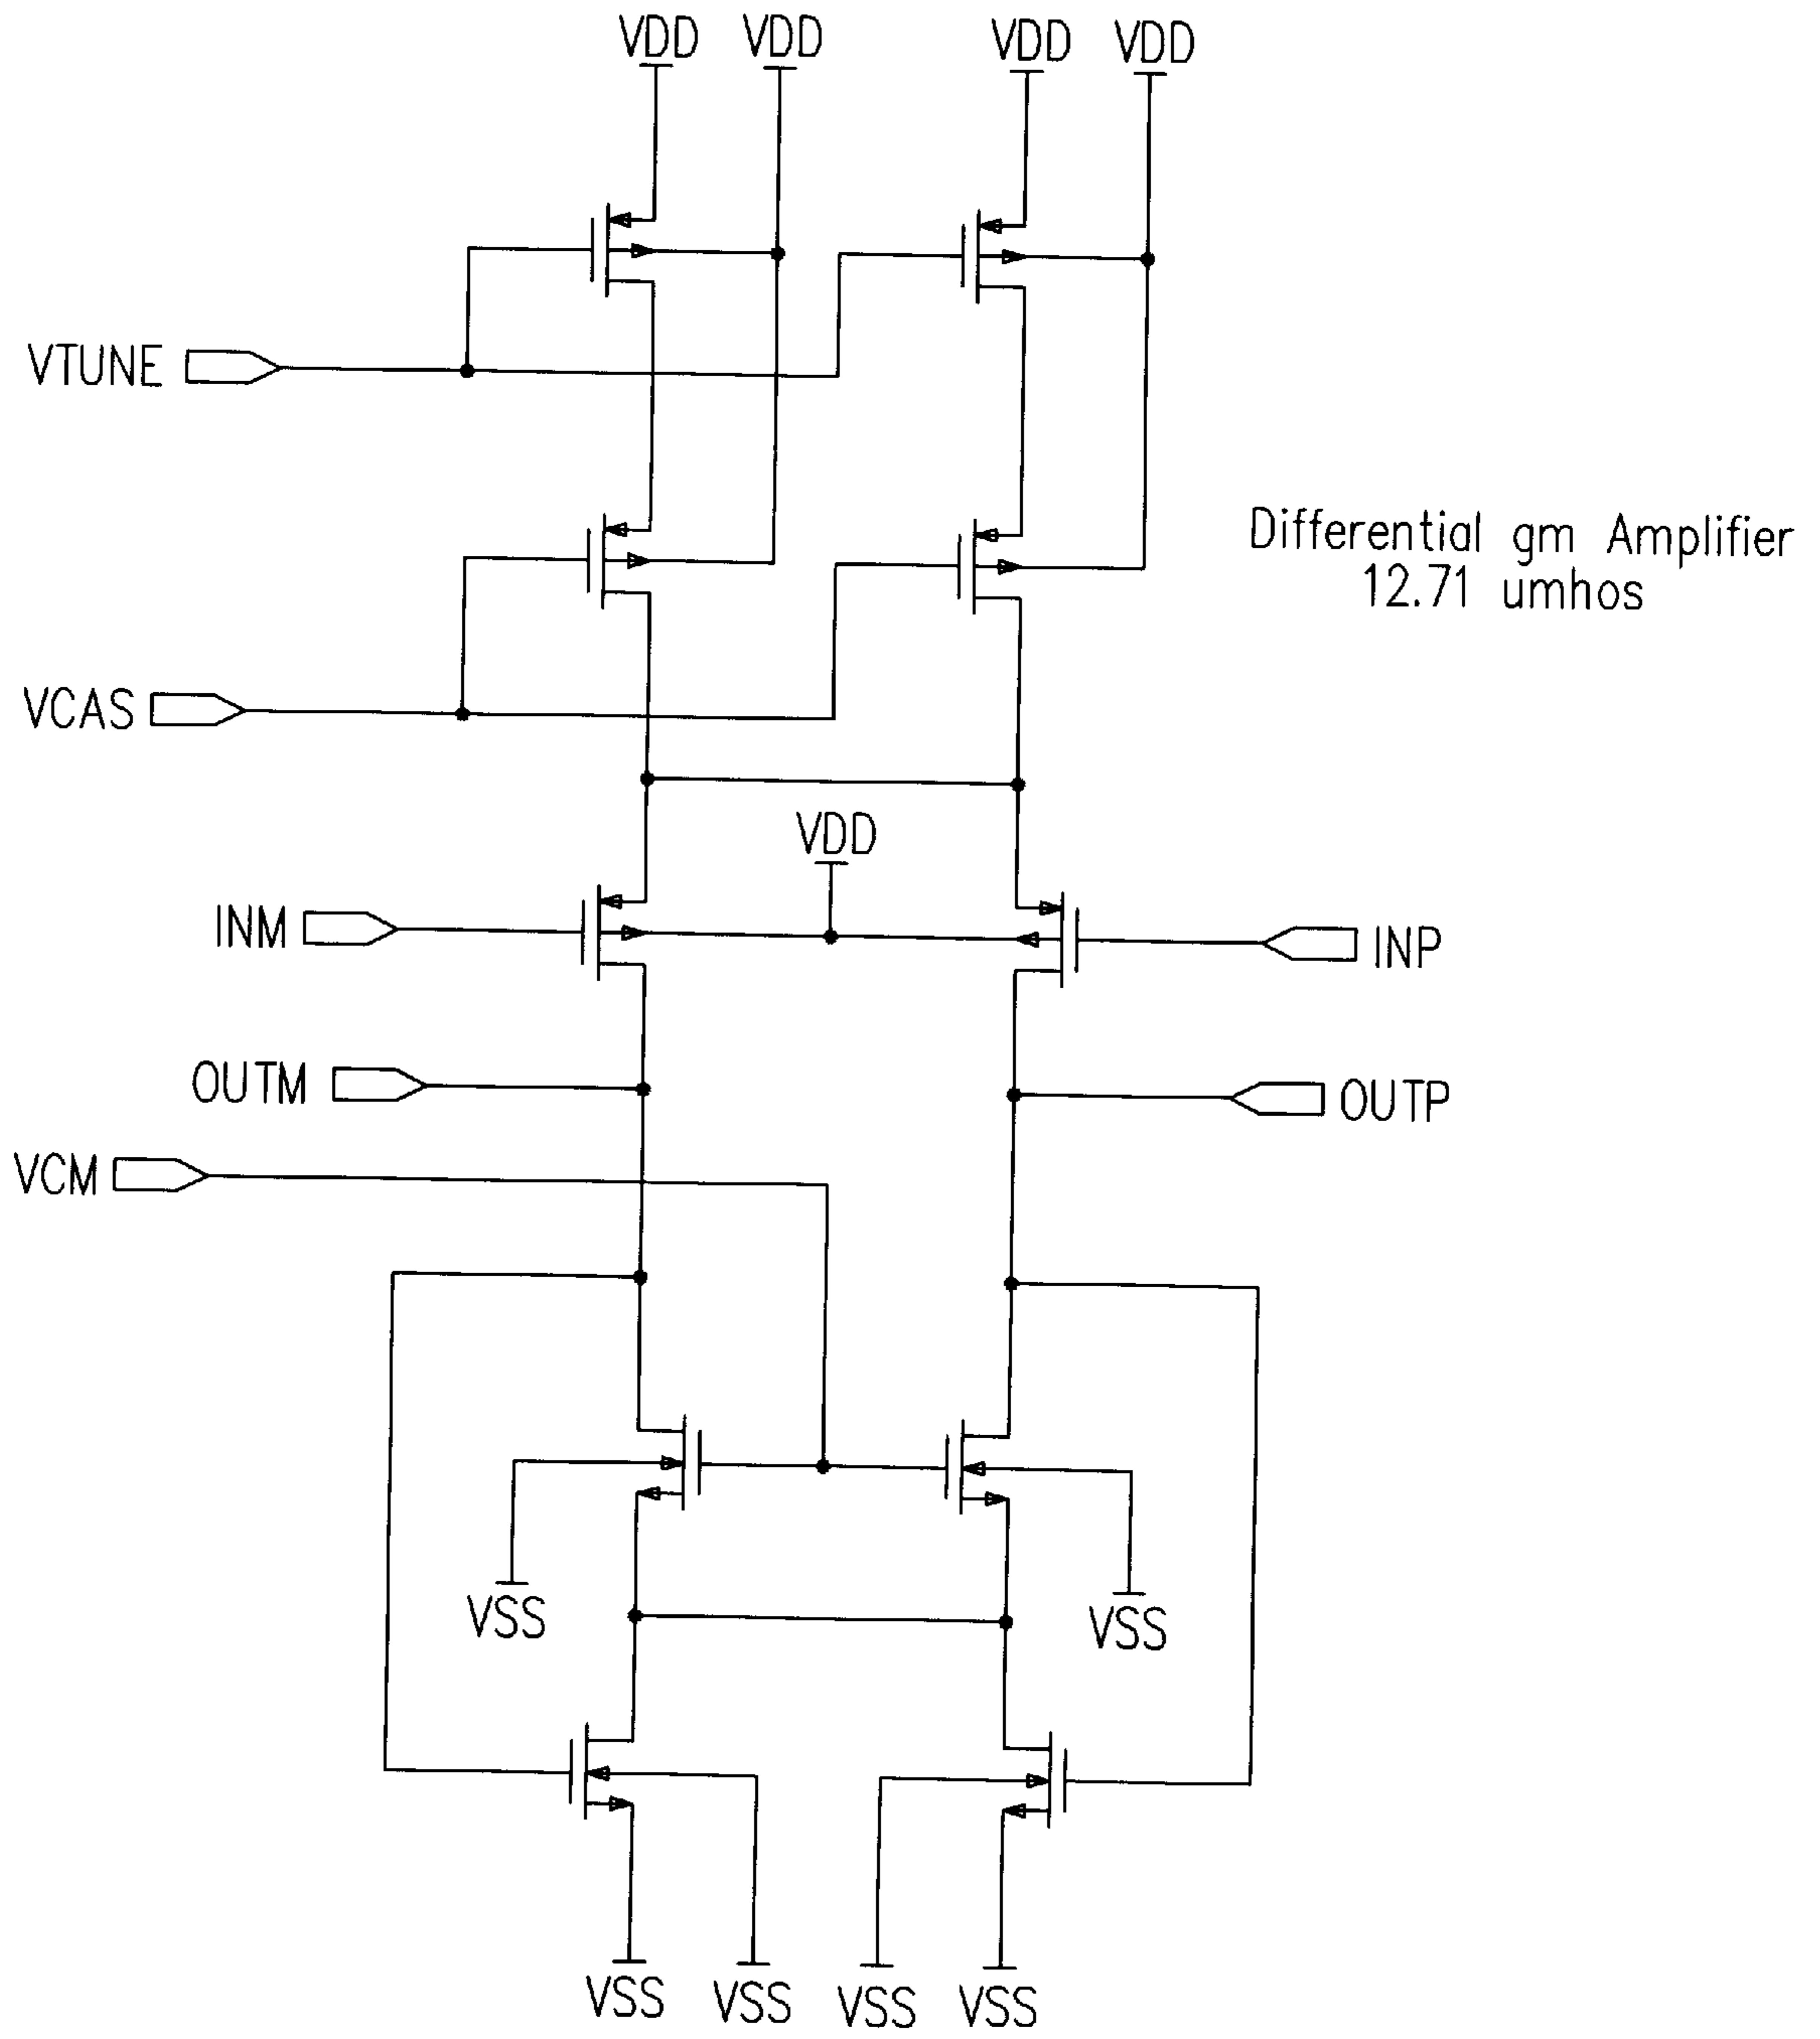 VDD VDD VDD VDD
VTUNE
Differential gm Amplifier
12.71 umhos
VCAS
VDD
INM
INP
OUTM
OUTP
VCM
VSS
VSS
VSS VSS VSS VSS